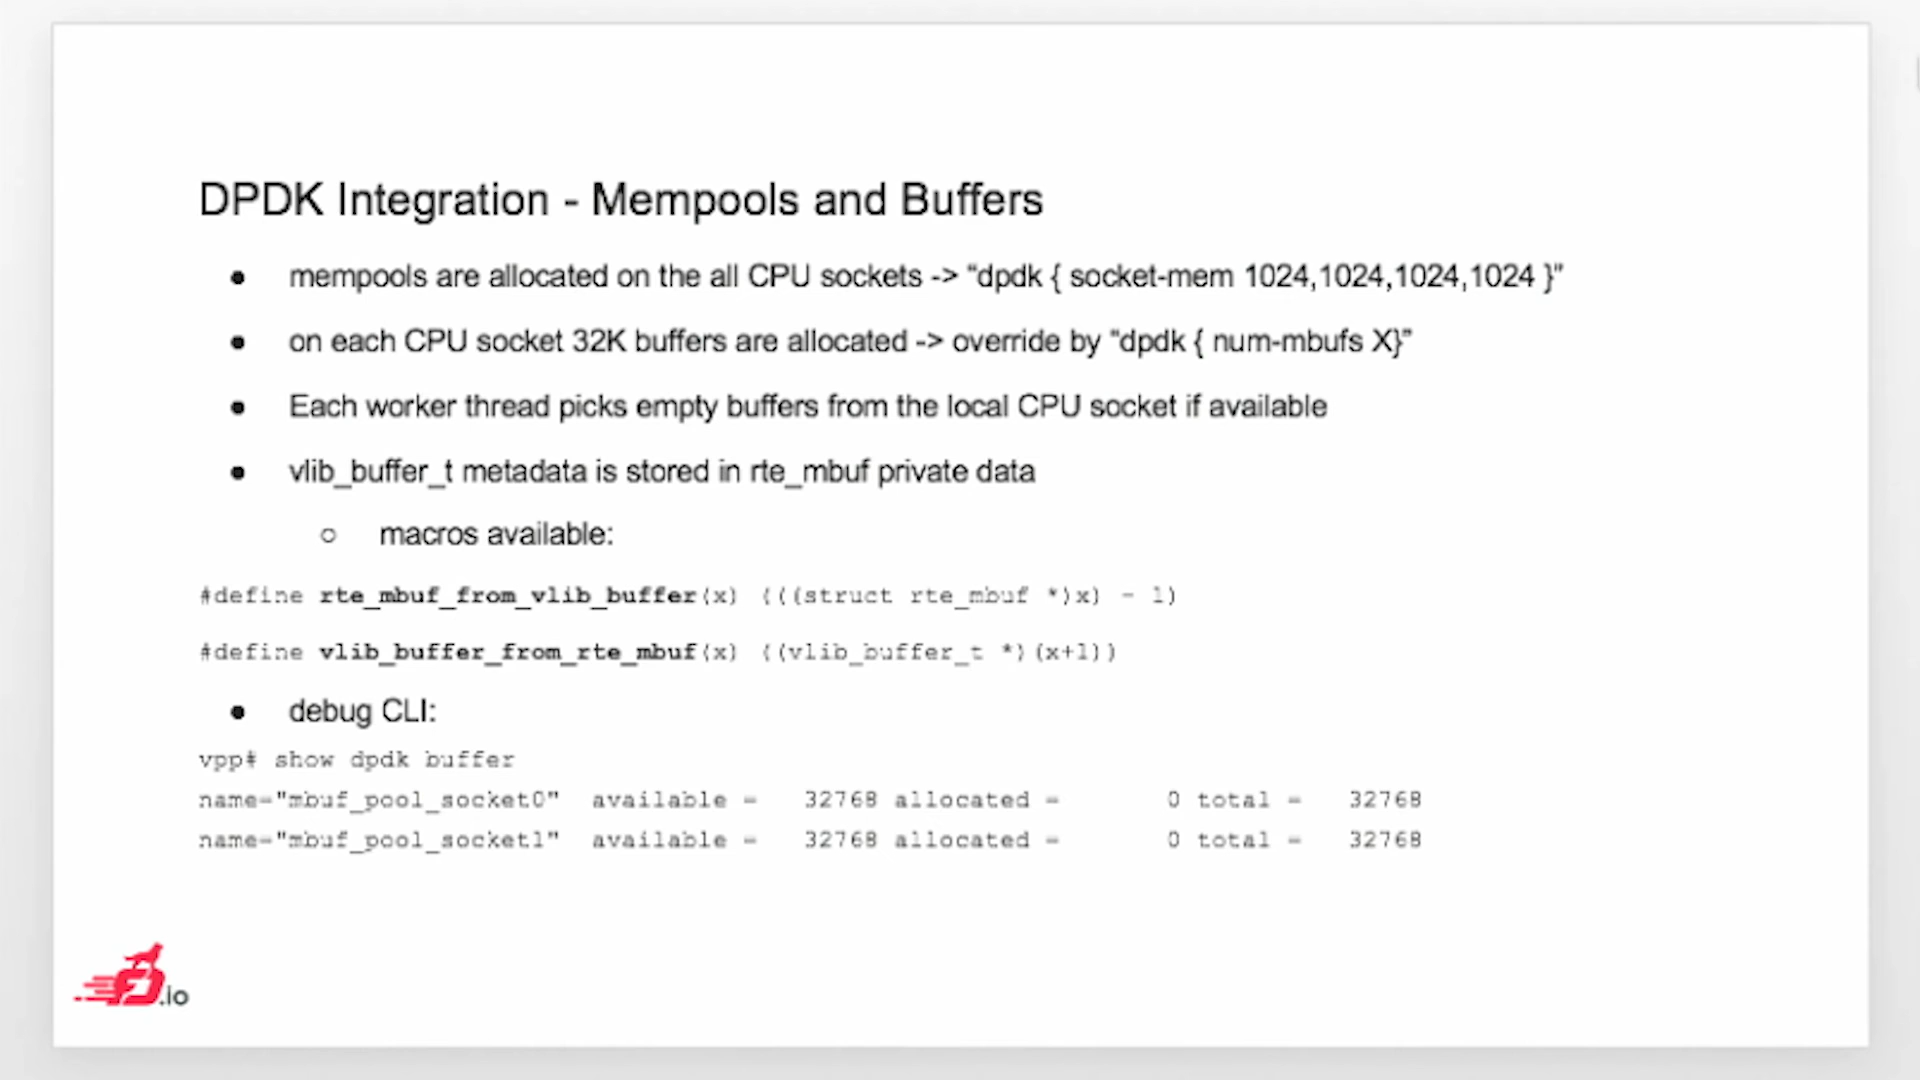 DPDK Integration - Mempools and Buffers
● mempools are allocated on the all CPU sockets -> “dpdk { socket-mem 1024,1024,1024,1024 }”
● on each CPU socket 32K buffers are allocated -> override by “dpdk { num-mbufs X}”
● Each worker thread picks empty buffers from the local CPU socket if available
● vlib_buffer_t metadata is stored in rte_mbuf private data
○ macros available:
#define rte_mbuf_from_vlib_buffer(x) (((struct rte_mbuf *)x) - 1)
#define vlib_buffer_from_rte_mbuf(x) ((vlib_buffer_t *)(x+1))
● debug CLI:
vpp# show dpdk buffer
name="mbuf_pool_socket0" available = 32768 allocated = 0 total = 32768
name="mbuf_pool_socket1" available = 32768 allocated = 0 total = 32768
.io